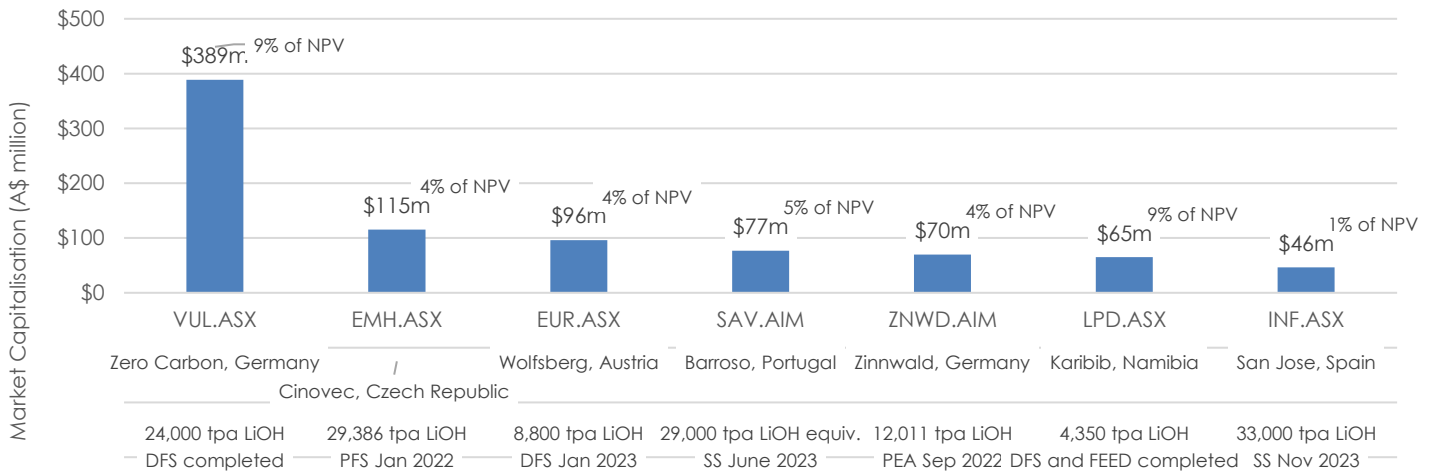 Market Capitalisation (A$ million)
$500
$400
$300
$200
$100
$0
$389m
9% of NPV
$115m
4% of NPV
$96m
4% of NPV
$77m
5% of NPV
$70m
4% of NPV
$65m
9% of NPV
$46m
1% of NPV
VUL.ASX EMH.ASX EUR.ASX SAV.AIM ZNWD.AIM LPD.ASX INF.ASX
Zero Carbon, Germany Wolfsberg, Austria Barroso, Portugal Zinnwald, Germany Karibib, Namibia San Jose, Spain
Cinovec, Czech Republic
24,000 tpa LiOH 29,386 tpa LiOH 8,800 tpa LiOH 29,000 tpa LiOH equiv. 12,011 tpa LiOH 4,350 tpa LiOH 33,000 tpa LiOH
DFS completed PFS Jan 2022 DFS Jan 2023 SS June 2023 PEA Sep 2022 DFS and FEED completed SS Nov 2023